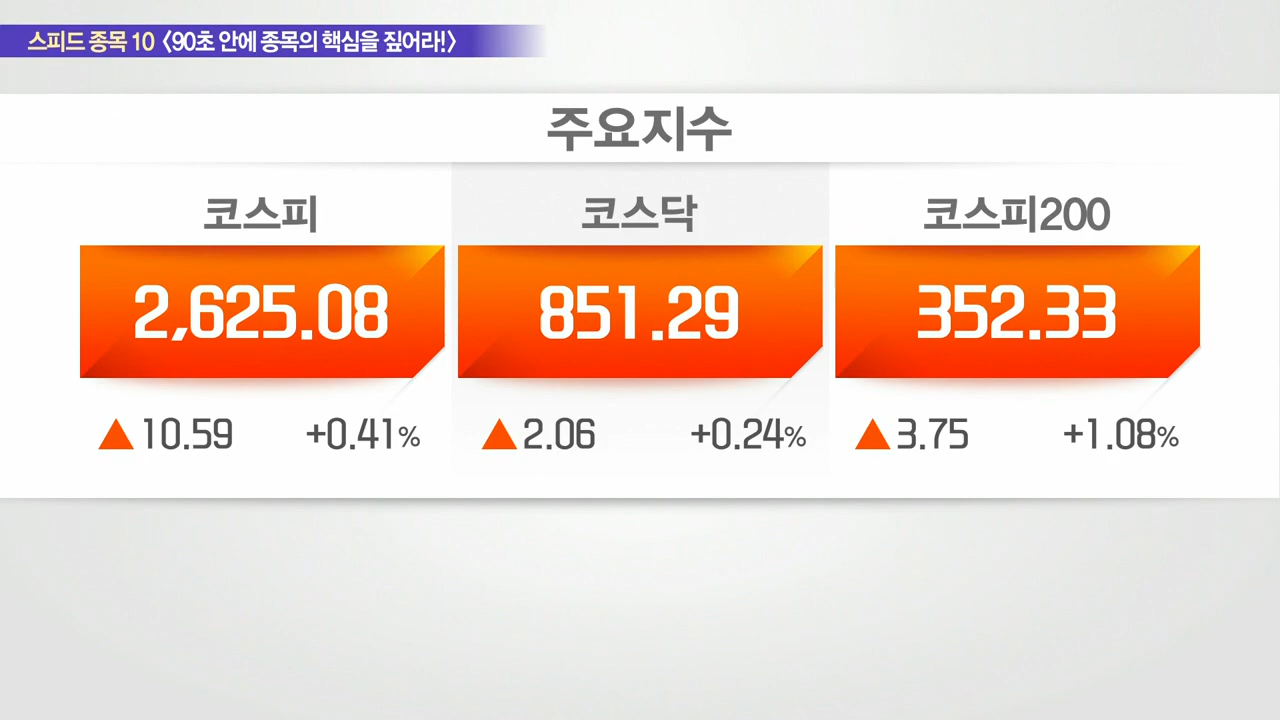 스피드 종목 10 <90초 안에 종목의 핵심을 짚어라!>
주요지수
코스피 코스닥 코스피200
2,625.08 851.29 352.33
▲ 10.59 +0.41% ▲ 2.06 +0.24% ▲ 3.75 +1.08%